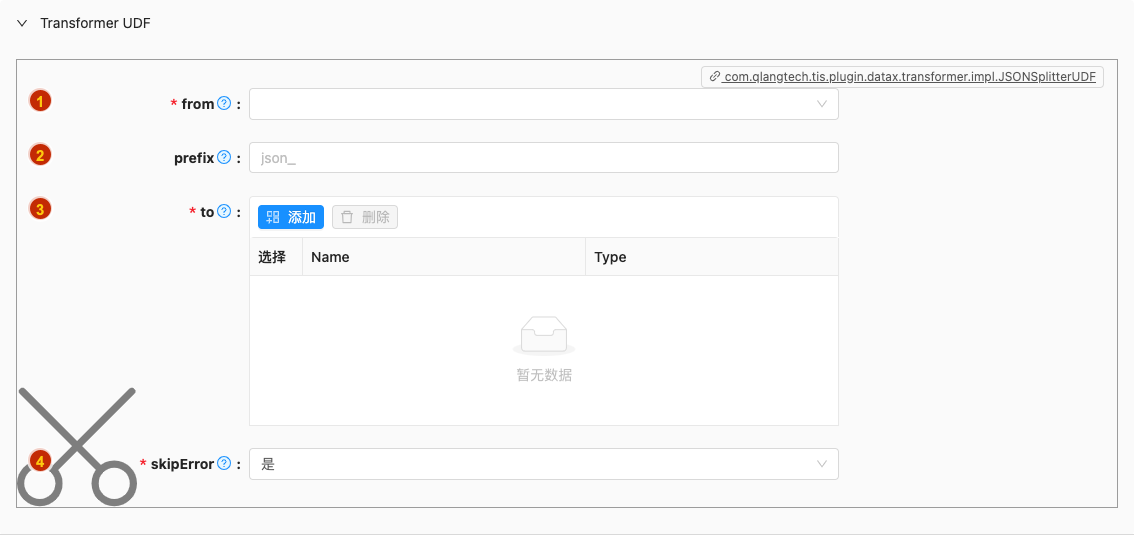 Transformer UDF
com.qlangtech.tis.plugin.datax.transformer.impl.JSONSplitterUDF
1 * from ? :
2 prefix ? : json_
3 * to ? : 添加 删除
选择 Name Type
暂无数据
4 * skipError ? : 是